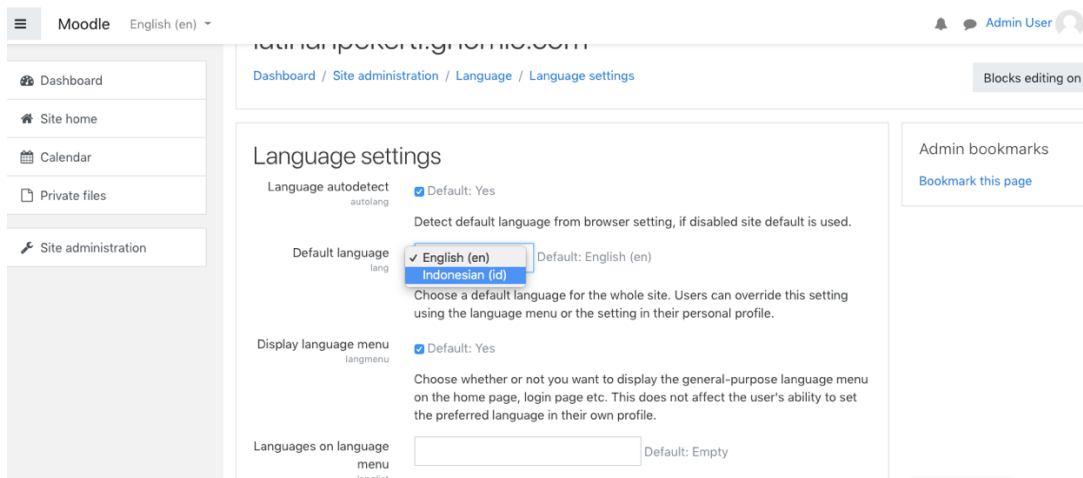 Moodle English (en)
Admin User
latihanpekerti.gnomio.com
Dashboard / Site administration / Language / Language settings
Blocks editing on
Dashboard
Site home
Calendar
Private files
Site administration
Language settings
Language autodetect
autolang
Default: Yes
Detect default language from browser setting, if disabled site default is used.
Default language
lang
✓ English (en)
Indonesian (id)
Default: English (en)
Choose a default language for the whole site. Users can override this setting
using the language menu or the setting in their personal profile.
Display language menu
langmenu
Default: Yes
Choose whether or not you want to display the general-purpose language menu
on the home page, login page etc. This does not affect the user's ability to set
the preferred language in their own profile.
Languages on language
menu
langlist
Default: Empty
Admin bookmarks
Bookmark this page